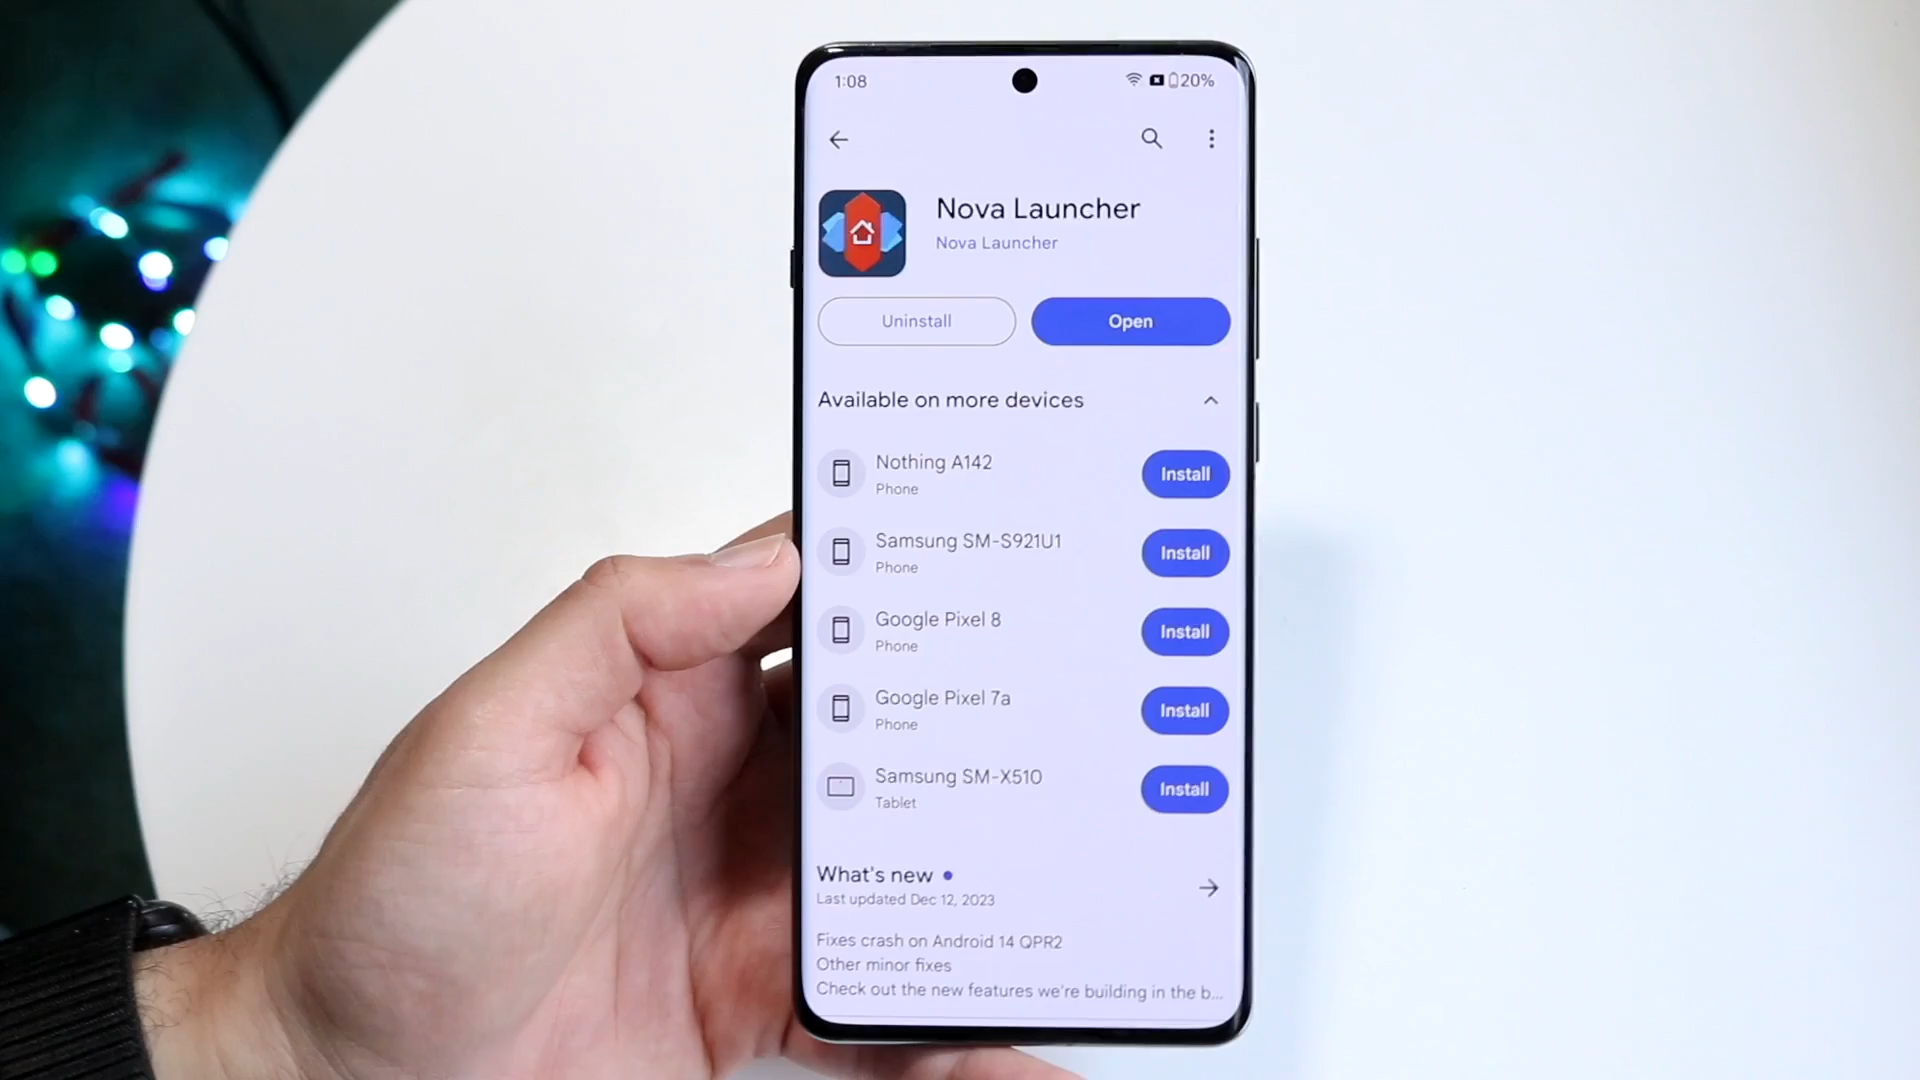 1:08
20%
Nova Launcher
Nova Launcher
Uninstall
Open
Available on more devices
Nothing A142
Phone
Install
Samsung SM-S921U1
Phone
Install
Google Pixel 8
Phone
Install
Google Pixel 7a
Phone
Install
Samsung SM-X510
Tablet
Install
What's new
Last updated Dec 12, 2023
Fixes crash on Android 14 QPR2
Other minor fixes
Check out the new features we're building in the b...